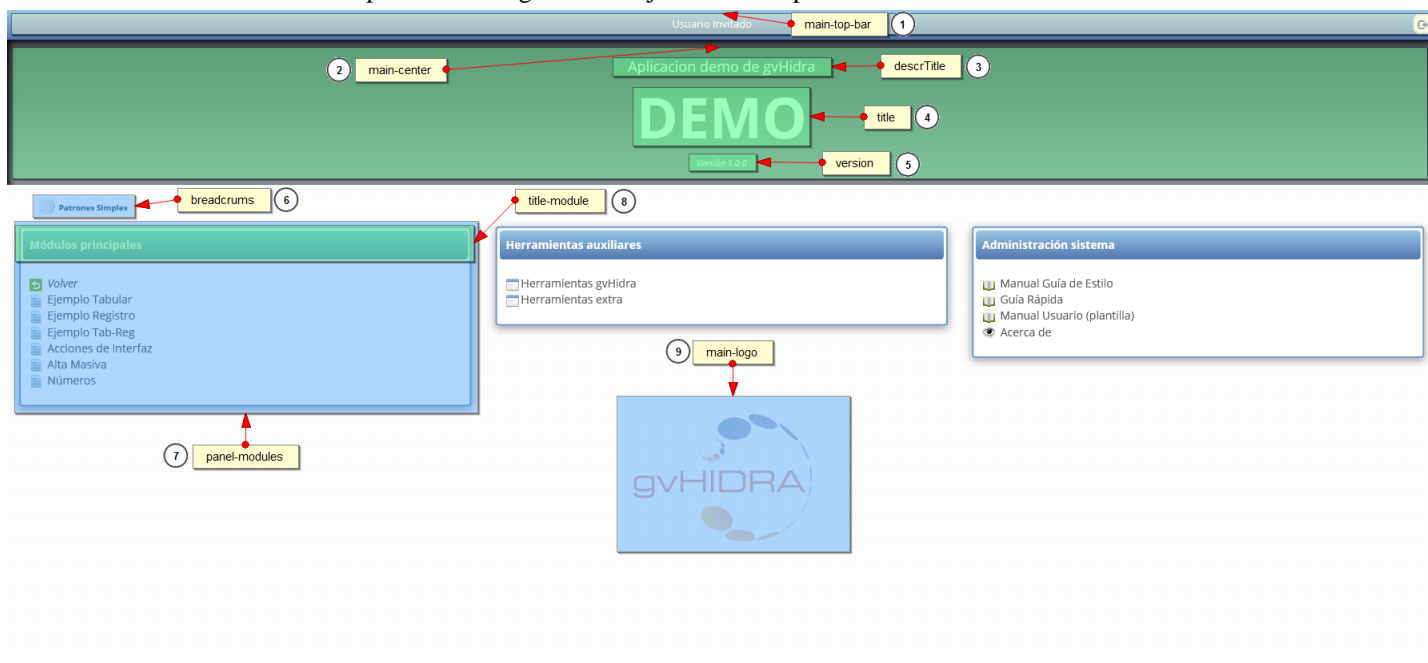 Usuario Invitado
main-top-bar
1
2
main-center
Aplicacion demo de gvHidra
descrTitle
3
DEMO
title
4
Versión 1.0.0
version
5
Patrones Simples
breadcrums
6
title-module
8
Módulos principales
Volver
Ejemplo Tabular
Ejemplo Registro
Ejemplo Tab-Reg
Acciones de Interfaz
Alta Masiva
Números
Herramientas auxiliares
Herramientas gvHidra
Herramientas extra
Administración sistema
Manual Guía de Estilo
Guía Rápida
Manual Usuario (plantilla)
Acerca de
9
main-logo
7
panel-modules
gvHIDRA